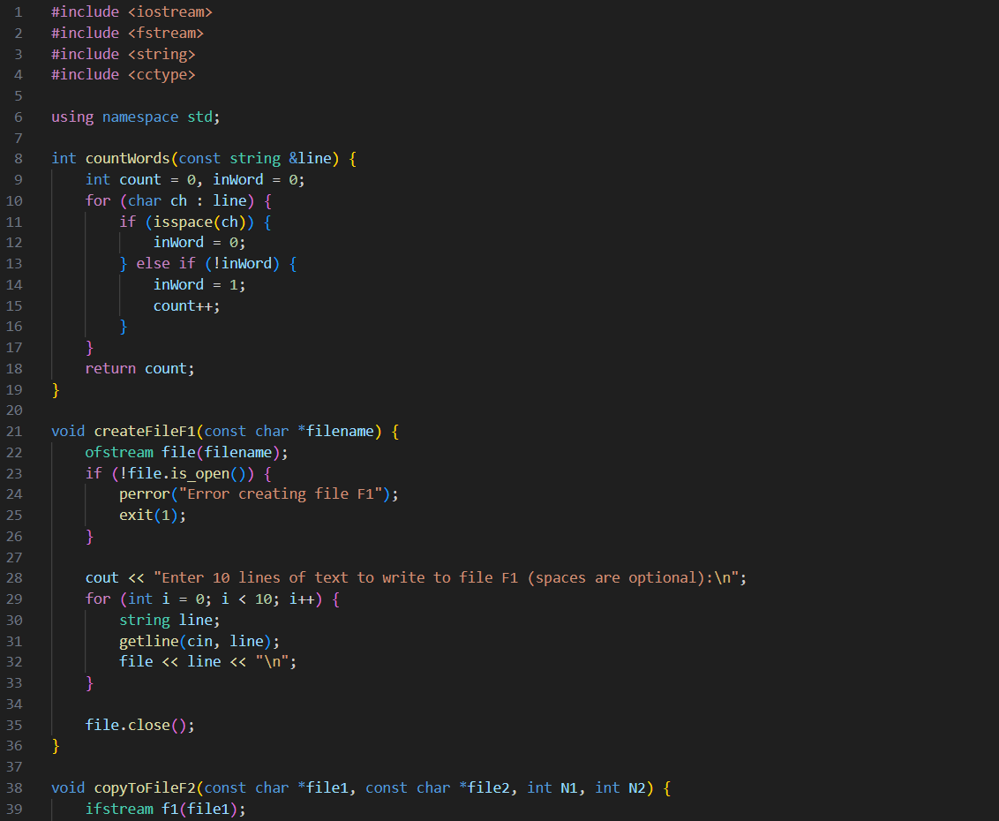 1 #include <iostream>
2 #include <fstream>
3 #include <string>
4 #include <cctype>
5
6 using namespace std;
7
8 int countWords(const string &line) {
9     int count = 0, inWord = 0;
10     for (char ch : line) {
11         if (isspace(ch)) {
12             inWord = 0;
13         } else if (!inWord) {
14             inWord = 1;
15             count++;
16         }
17     }
18     return count;
19 }
20
21 void createFileF1(const char *filename) {
22     ofstream file(filename);
23     if (!file.is_open()) {
24         perror("Error creating file F1");
25         exit(1);
26     }
27
28     cout << "Enter 10 lines of text to write to file F1 (spaces are optional):\n";
29     for (int i = 0; i < 10; i++) {
30         string line;
31         getline(cin, line);
32         file << line << "\n";
33     }
34
35     file.close();
36 }
37
38 void copyToFileF2(const char *file1, const char *file2, int N1, int N2) {
39     ifstream f1(file1);